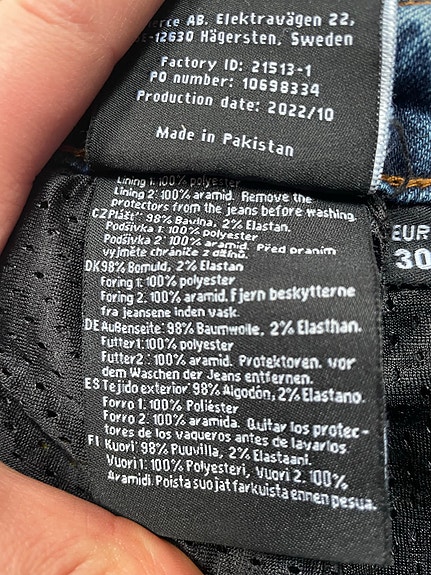 erce AB. Elektravägen 22,
E-12630 Hägersten, Sweden
Factory ID: 21513-1
PO number: 10698334
Production date: 2022/10
Made in Pakistan
Lining 1: 100% polyester
Lining 2: 100% aramid. Remove the
protectors from the jeans before washing.
CZ Plášť: 98% Bavlna, 2% Elastan.
Podšívka 1: 100% polyester
Podšívka 2: 100% aramid. Před praním
vyjměte chrániče z džínů.
DK 98% Bomuld, 2% Elastan
Foring 1: 100% polyester
Foring 2. 100% aramid. Fjern beskytterne
fra jeansene inden vask.
DE Außenseite: 98% Baumwolle, 2% Elasthan.
Futter1: 100% polyester
Futter2: 100% aramid. Protektoren. vor
dem Waschen der Jeans entfernen.
ES Tejido exterior: 98% Algodón, 2% Elastano.
Forro 1. 100% Poliéster
Forro 2. 100% aramida. Quitar los protec-
tores de los vaqueros antes de lavarlos.
FI Kuori: 98% Puuvilla, 2% Elastaani.
Vuori 1: 100% Polyesteri, Vuori 2. 100%
Aramidi. Poista suojat farkuista ennen pesua.
EUR
30